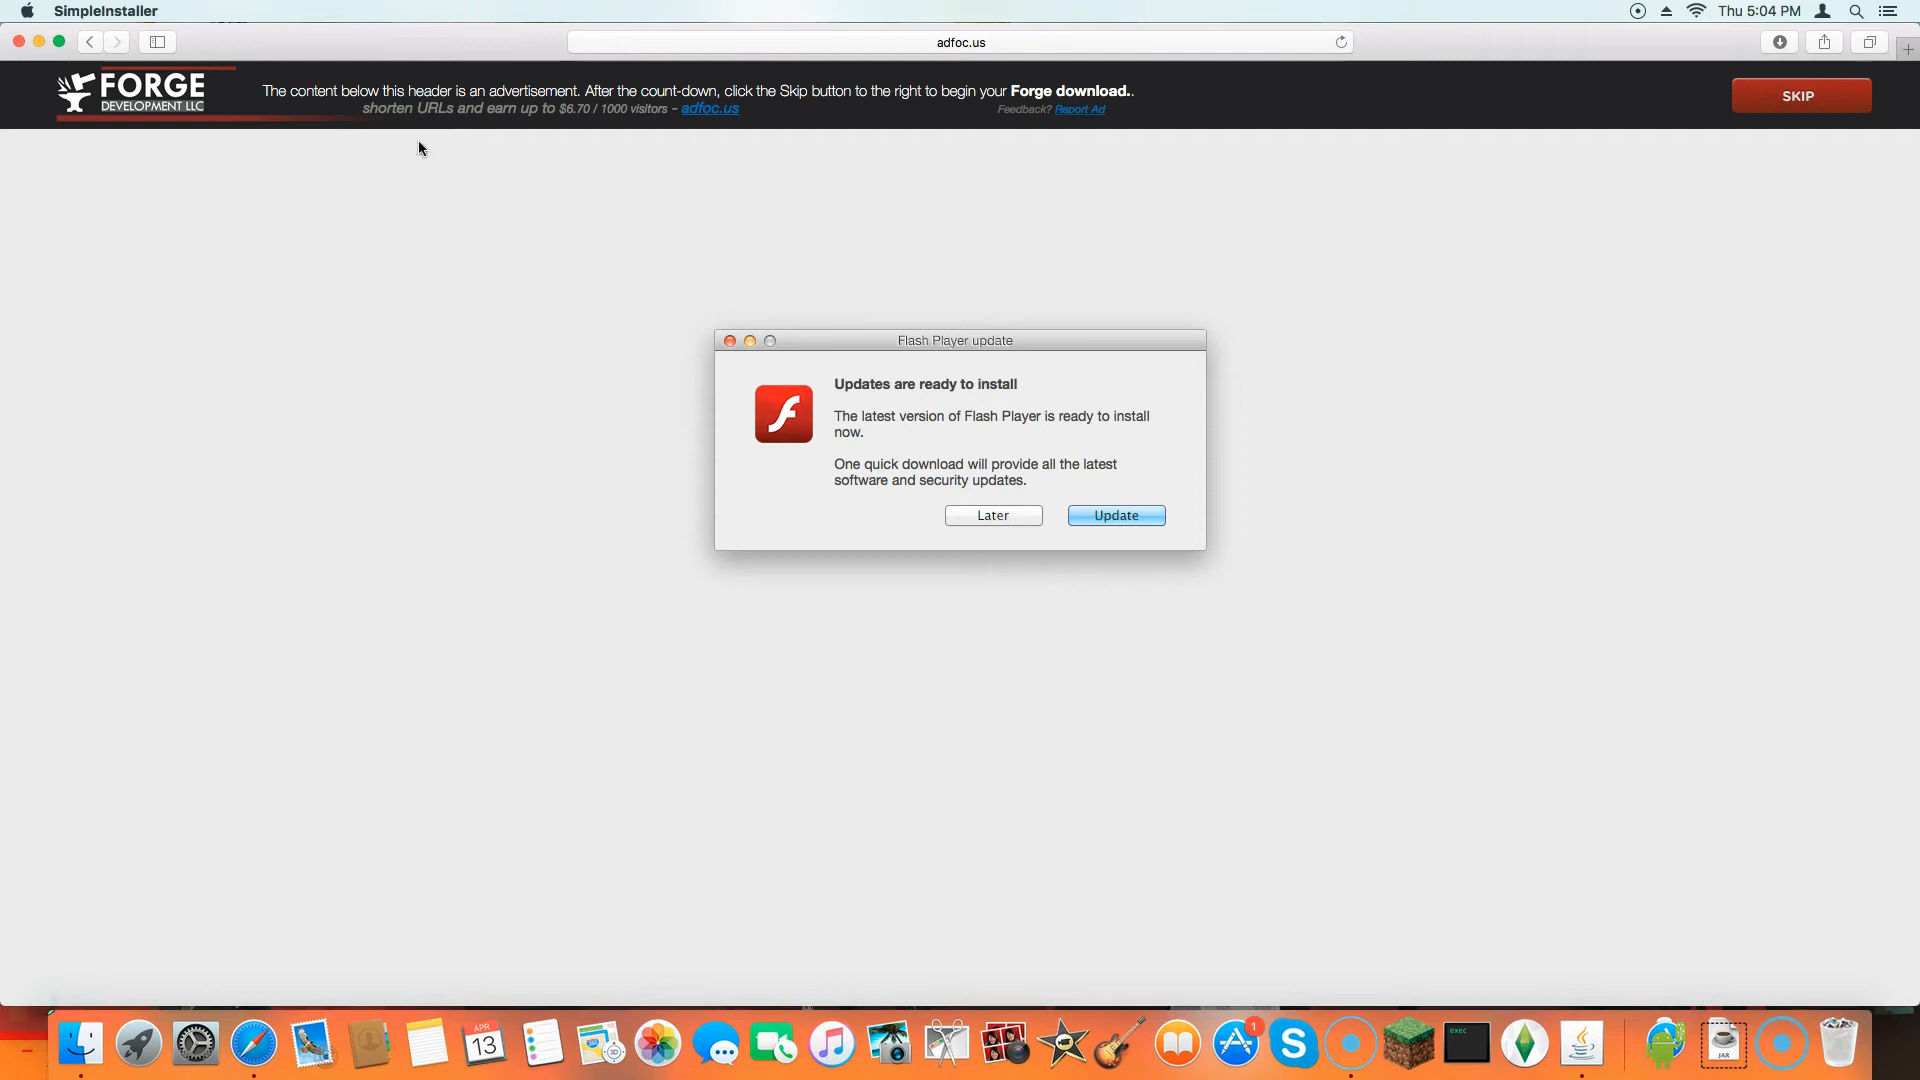 SimpleInstaller
Thu 5:04 PM
adfoc.us
FORGE
DEVELOPMENT LLC
The content below this header is an advertisement. After the count-down, click the Skip button to the right to begin your Forge download..
shorten URLs and earn up to $6.70 / 1000 visitors - adfoc.us
Feedback? Report Ad
SKIP
Flash Player update
Updates are ready to install
The latest version of Flash Player is ready to install
now.
One quick download will provide all the latest
software and security updates.
Later
Update
APR
13
3D
1
S
exec
JAR